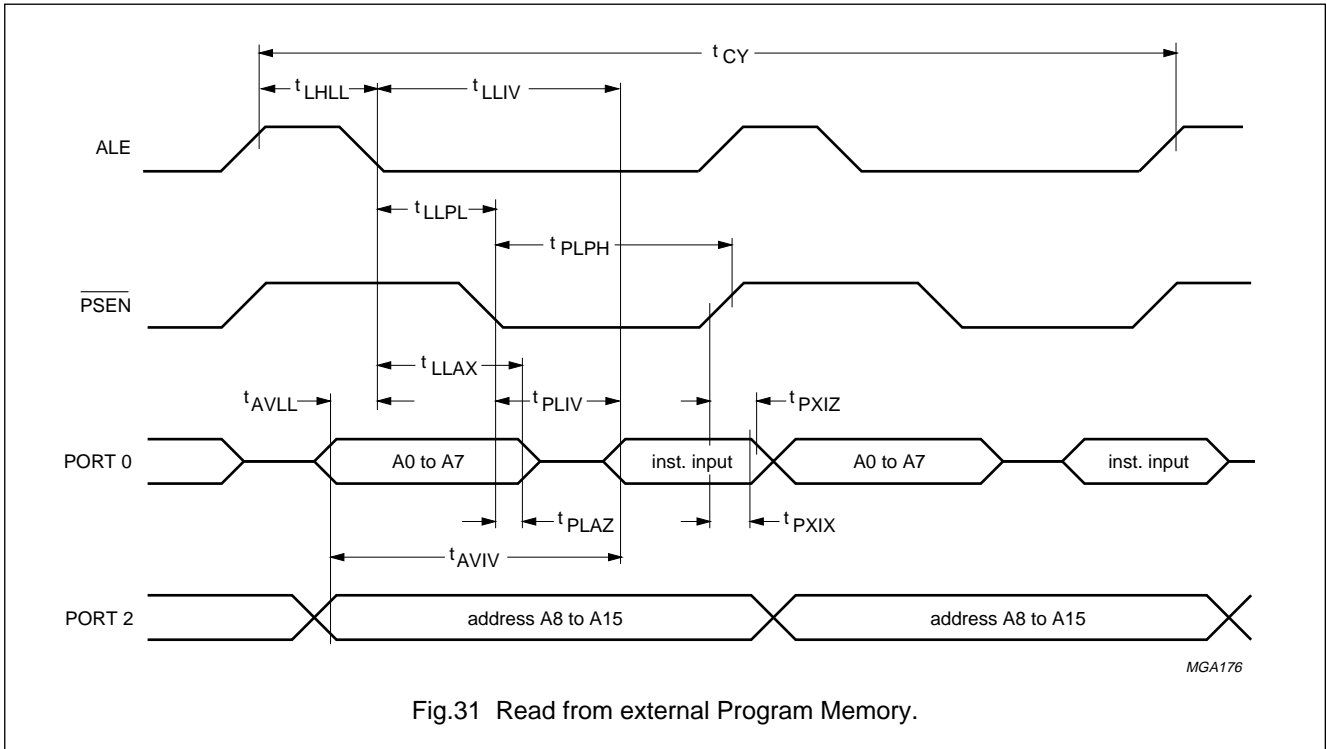 t CY
t LHLL
t LLIV
ALE
t LLPL
t PLPH
PSEN
t LLAX
t AVLL
t PLIV
t PXIZ
PORT 0
A0 to A7
inst. input
A0 to A7
inst. input
t PLAZ
t PXIX
t AVIV
PORT 2
address A8 to A15
address A8 to A15
MGA176
Fig.31 Read from external Program Memory.